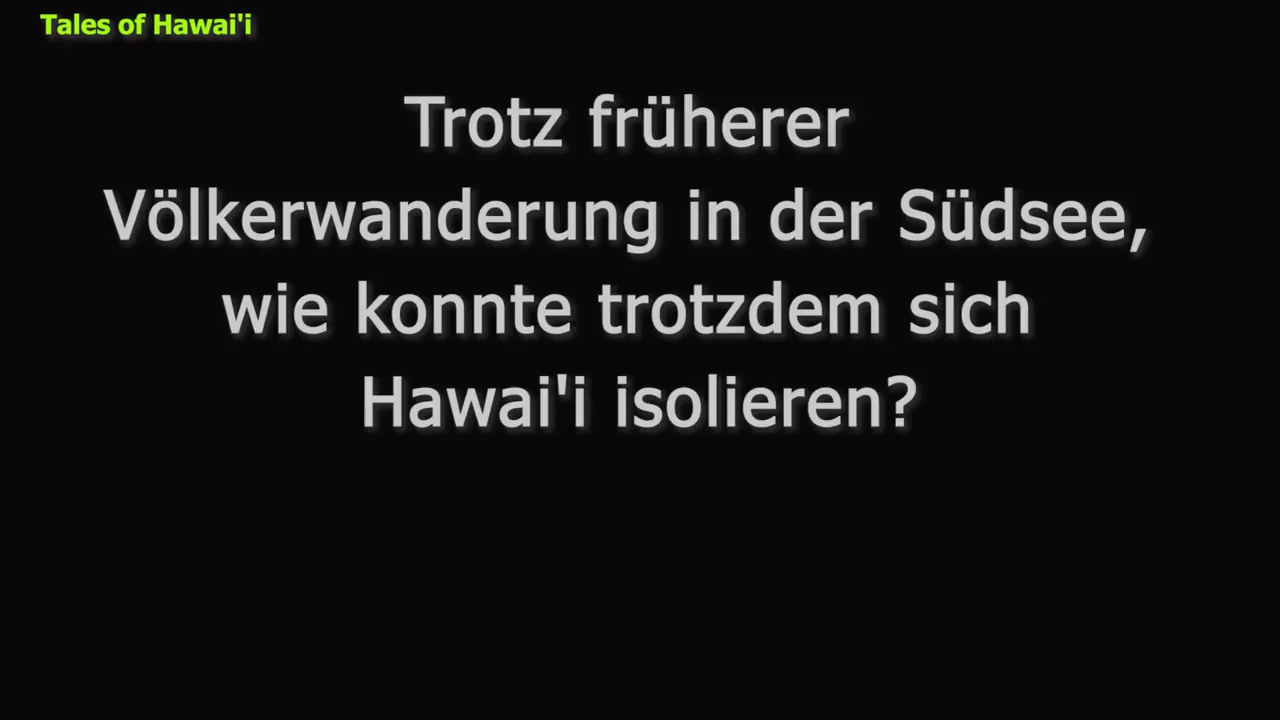 Tales of Hawai'i
Trotz früherer
Völkerwanderung in der Südsee,
wie konnte trotzdem sich
Hawai'i isolieren?